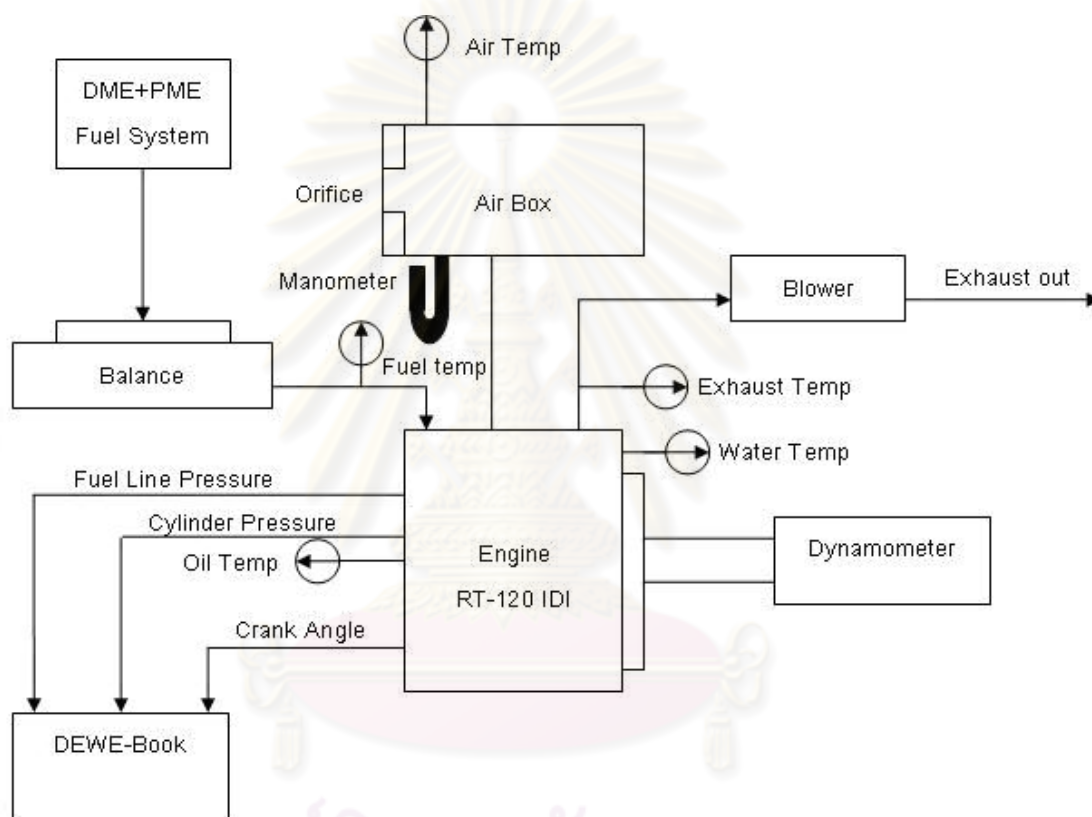 Air Temp
DME+PME
Fuel System
Orifice
Air Box
Manometer
Blower
Exhaust out
Balance
Fuel temp
Exhaust Temp
Water Temp
Fuel Line Pressure
Cylinder Pressure
Oil Temp
Engine
RT-120 IDI
Dynamometer
Crank Angle
DEWE-Book